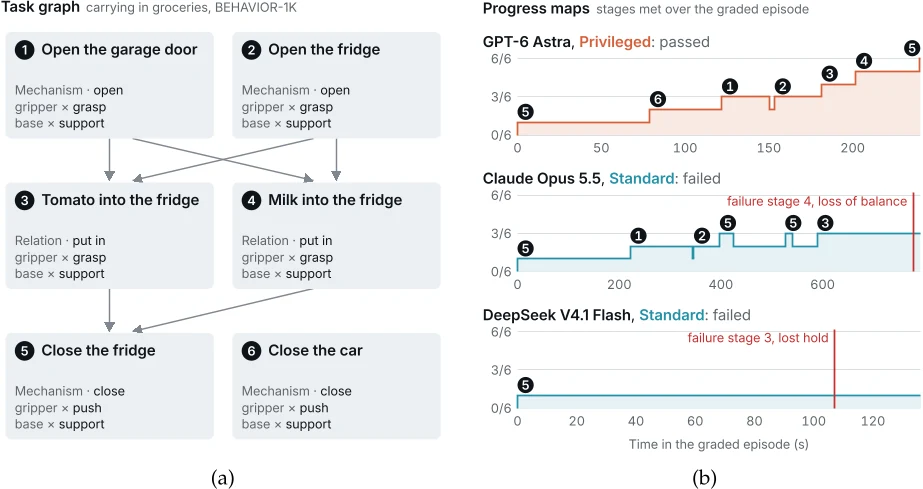 Task graph carrying in groceries, BEHAVIOR-1K
1 Open the garage door
Mechanism · open
gripper × grasp
base × support
2 Open the fridge
Mechanism · open
gripper × grasp
base × support
3 Tomato into the fridge
Relation · put in
gripper × grasp
base × support
4 Milk into the fridge
Relation · put in
gripper × grasp
base × support
5 Close the fridge
Mechanism · close
gripper × push
base × support
6 Close the car
Mechanism · close
gripper × push
base × support
(a)
Progress maps stages met over the graded episode
GPT-6 Astra, Privileged: passed
6/6
3/6
0/6
5 6 1 2 3 4 5
0 50 100 150 200
Claude Opus 5.5, Standard: failed
6/6
3/6
0/6
failure stage 4, loss of balance
5 1 2 5 5 3
0 200 400 600
DeepSeek V4.1 Flash, Standard: failed
6/6
3/6
0/6
failure stage 3, lost hold
5
0 20 40 60 80 100 120
Time in the graded episode (s)
(b)